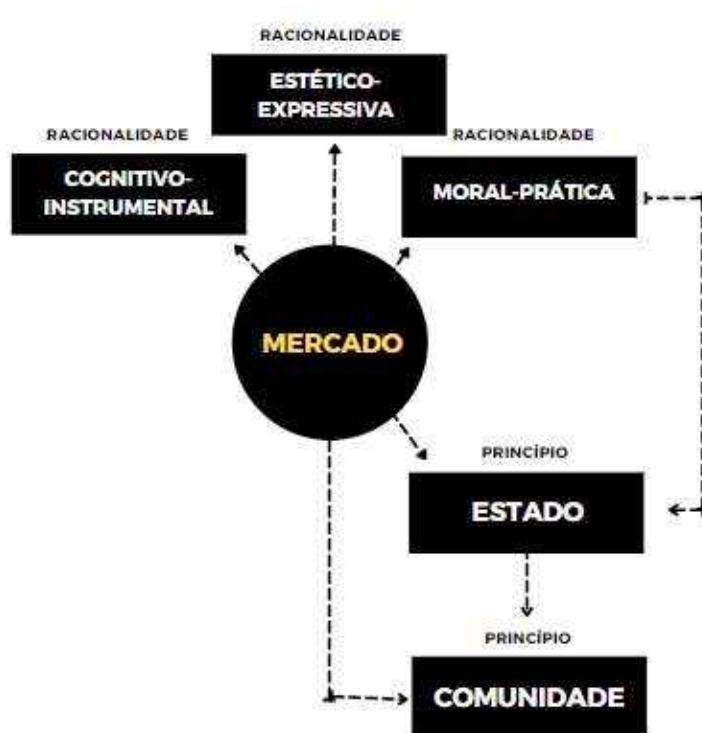 RACIONALIDADE
ESTÉTICO-
EXPRESSIVA
RACIONALIDADE
COGNITIVO-
INSTRUMENTAL
RACIONALIDADE
MORAL-PRÁTICA
MERCADO
PRINCÍPIO
ESTADO
PRINCÍPIO
COMUNIDADE